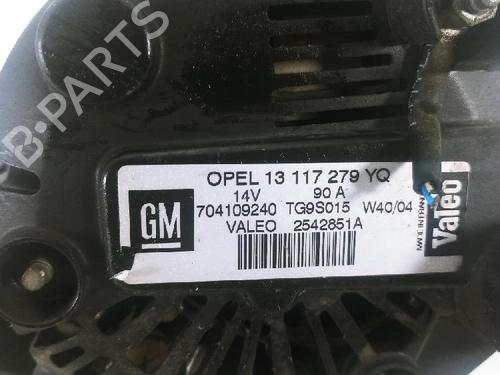 B-PARTS
OPEL 13 117 279 YQ
14V 90 A
GM
704109240 TG9S015 W40/04
VALEO 2542851A
Valeo